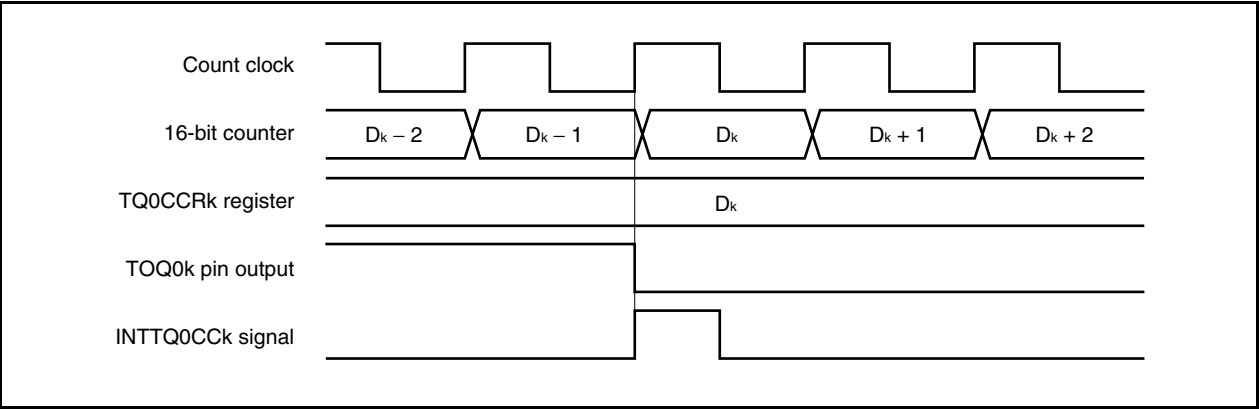 Count clock
16-bit counter
Dk − 2
Dk − 1
Dk
Dk + 1
Dk + 2
TQ0CCRk register
Dk
TOQ0k pin output
INTTQ0CCk signal